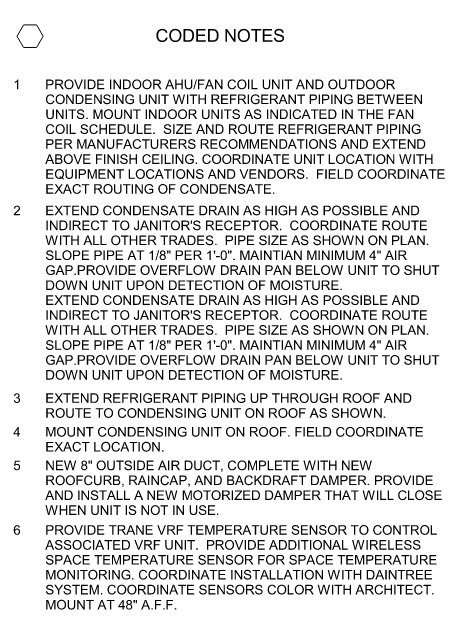 CODED NOTES
1 PROVIDE INDOOR AHU/FAN COIL UNIT AND OUTDOOR
CONDENSING UNIT WITH REFRIGERANT PIPING BETWEEN
UNITS. MOUNT INDOOR UNITS AS INDICATED IN THE FAN
COIL SCHEDULE. SIZE AND ROUTE REFRIGERANT PIPING
PER MANUFACTURERS RECOMMENDATIONS AND EXTEND
ABOVE FINISH CEILING. COORDINATE UNIT LOCATION WITH
EQUIPMENT LOCATIONS AND VENDORS. FIELD COORDINATE
EXACT ROUTING OF CONDENSATE.
2 EXTEND CONDENSATE DRAIN AS HIGH AS POSSIBLE AND
INDIRECT TO JANITOR'S RECEPTOR. COORDINATE ROUTE
WITH ALL OTHER TRADES. PIPE SIZE AS SHOWN ON PLAN.
SLOPE PIPE AT 1/8" PER 1'-0". MAINTIAN MINIMUM 4" AIR
GAP.PROVIDE OVERFLOW DRAIN PAN BELOW UNIT TO SHUT
DOWN UNIT UPON DETECTION OF MOISTURE.
EXTEND CONDENSATE DRAIN AS HIGH AS POSSIBLE AND
INDIRECT TO JANITOR'S RECEPTOR. COORDINATE ROUTE
WITH ALL OTHER TRADES. PIPE SIZE AS SHOWN ON PLAN.
SLOPE PIPE AT 1/8" PER 1'-0". MAINTIAN MINIMUM 4" AIR
GAP.PROVIDE OVERFLOW DRAIN PAN BELOW UNIT TO SHUT
DOWN UNIT UPON DETECTION OF MOISTURE.
3 EXTEND REFRIGERANT PIPING UP THROUGH ROOF AND
ROUTE TO CONDENSING UNIT ON ROOF AS SHOWN.
4 MOUNT CONDENSING UNIT ON ROOF. FIELD COORDINATE
EXACT LOCATION.
5 NEW 8" OUTSIDE AIR DUCT, COMPLETE WITH NEW
ROOFCURB, RAINCAP, AND BACKDRAFT DAMPER. PROVIDE
AND INSTALL A NEW MOTORIZED DAMPER THAT WILL CLOSE
WHEN UNIT IS NOT IN USE.
6 PROVIDE TRANE VRF TEMPERATURE SENSOR TO CONTROL
ASSOCIATED VRF UNIT. PROVIDE ADDITIONAL WIRELESS
SPACE TEMPERATURE SENSOR FOR SPACE TEMPERATURE
MONITORING. COORDINATE INSTALLATION WITH DAINTREE
SYSTEM. COORDINATE SENSORS COLOR WITH ARCHITECT.
MOUNT AT 48" A.F.F.